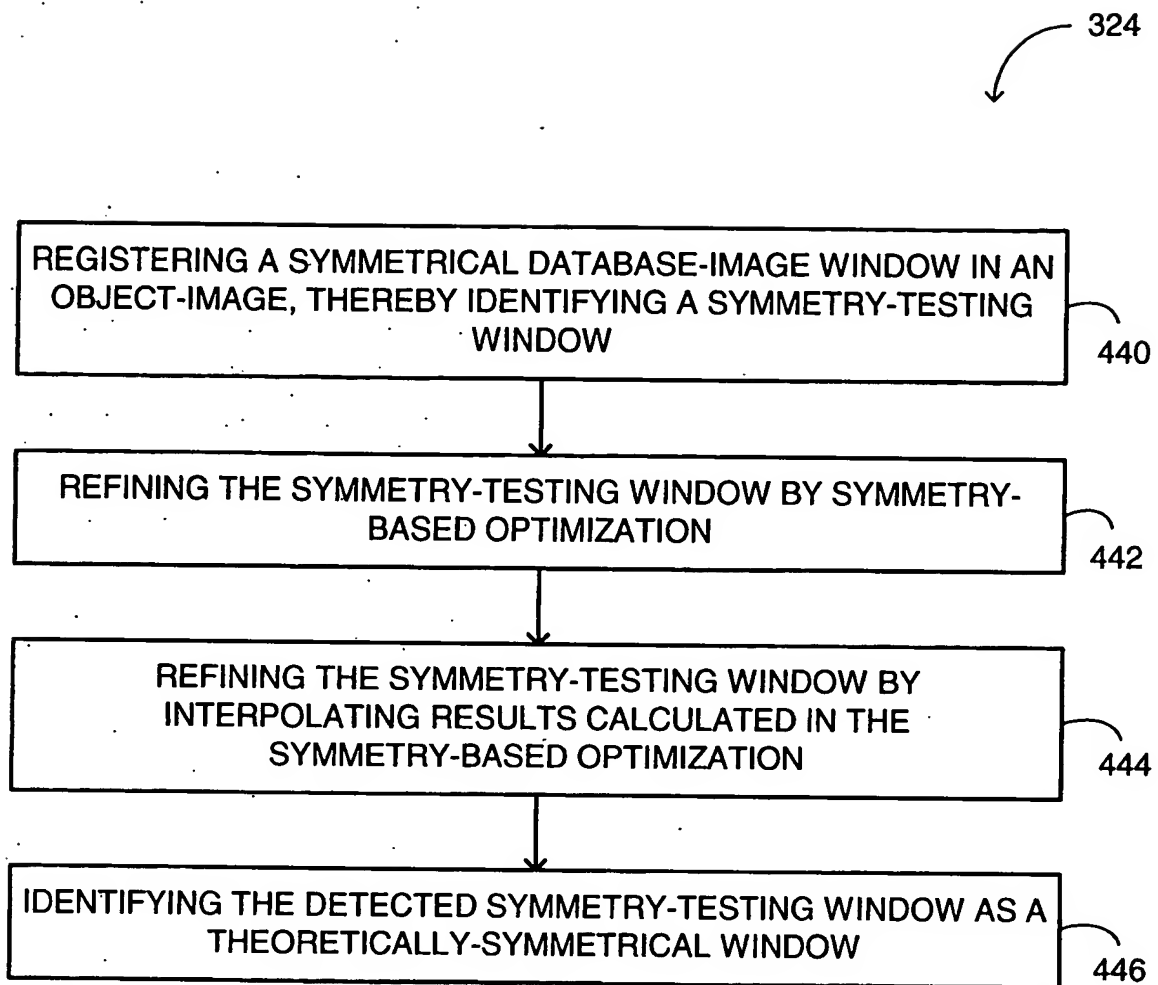 324
REGISTERING A SYMMETRICAL DATABASE-IMAGE WINDOW IN AN
OBJECT-IMAGE, THEREBY IDENTIFYING A SYMMETRY-TESTING
WINDOW
440
REFINING THE SYMMETRY-TESTING WINDOW BY SYMMETRY-
BASED OPTIMIZATION
442
REFINING THE SYMMETRY-TESTING WINDOW BY
INTERPOLATING RESULTS CALCULATED IN THE
SYMMETRY-BASED OPTIMIZATION
444
IDENTIFYING THE DETECTED SYMMETRY-TESTING WINDOW AS A
THEORETICALLY-SYMMETRICAL WINDOW
446